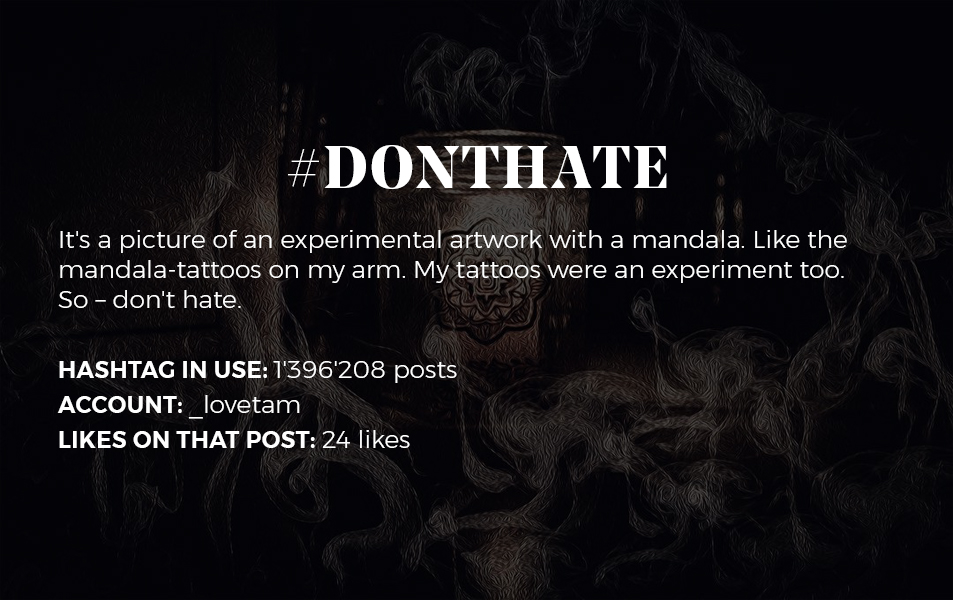 #DONTHATE
It's a picture of an experimental artwork with a mandala. Like the
mandala-tattoos on my arm. My tattoos were an experiment too.
So – don't hate.
HASHTAG IN USE: 1'396'208 posts
ACCOUNT: _lovetam
LIKES ON THAT POST: 24 likes